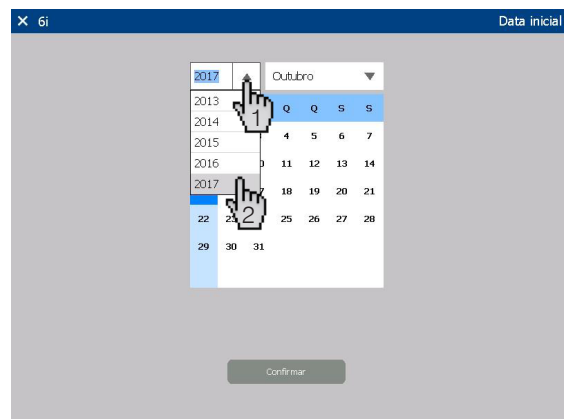 6i Data inicial
2017 Outubro
2013 Q Q S S
2014 1
2015 4 5 6 7
2016 11 12 13 14
2017 18 19 20 21
22 2 25 26 27 28
29 30 31
Confirmar